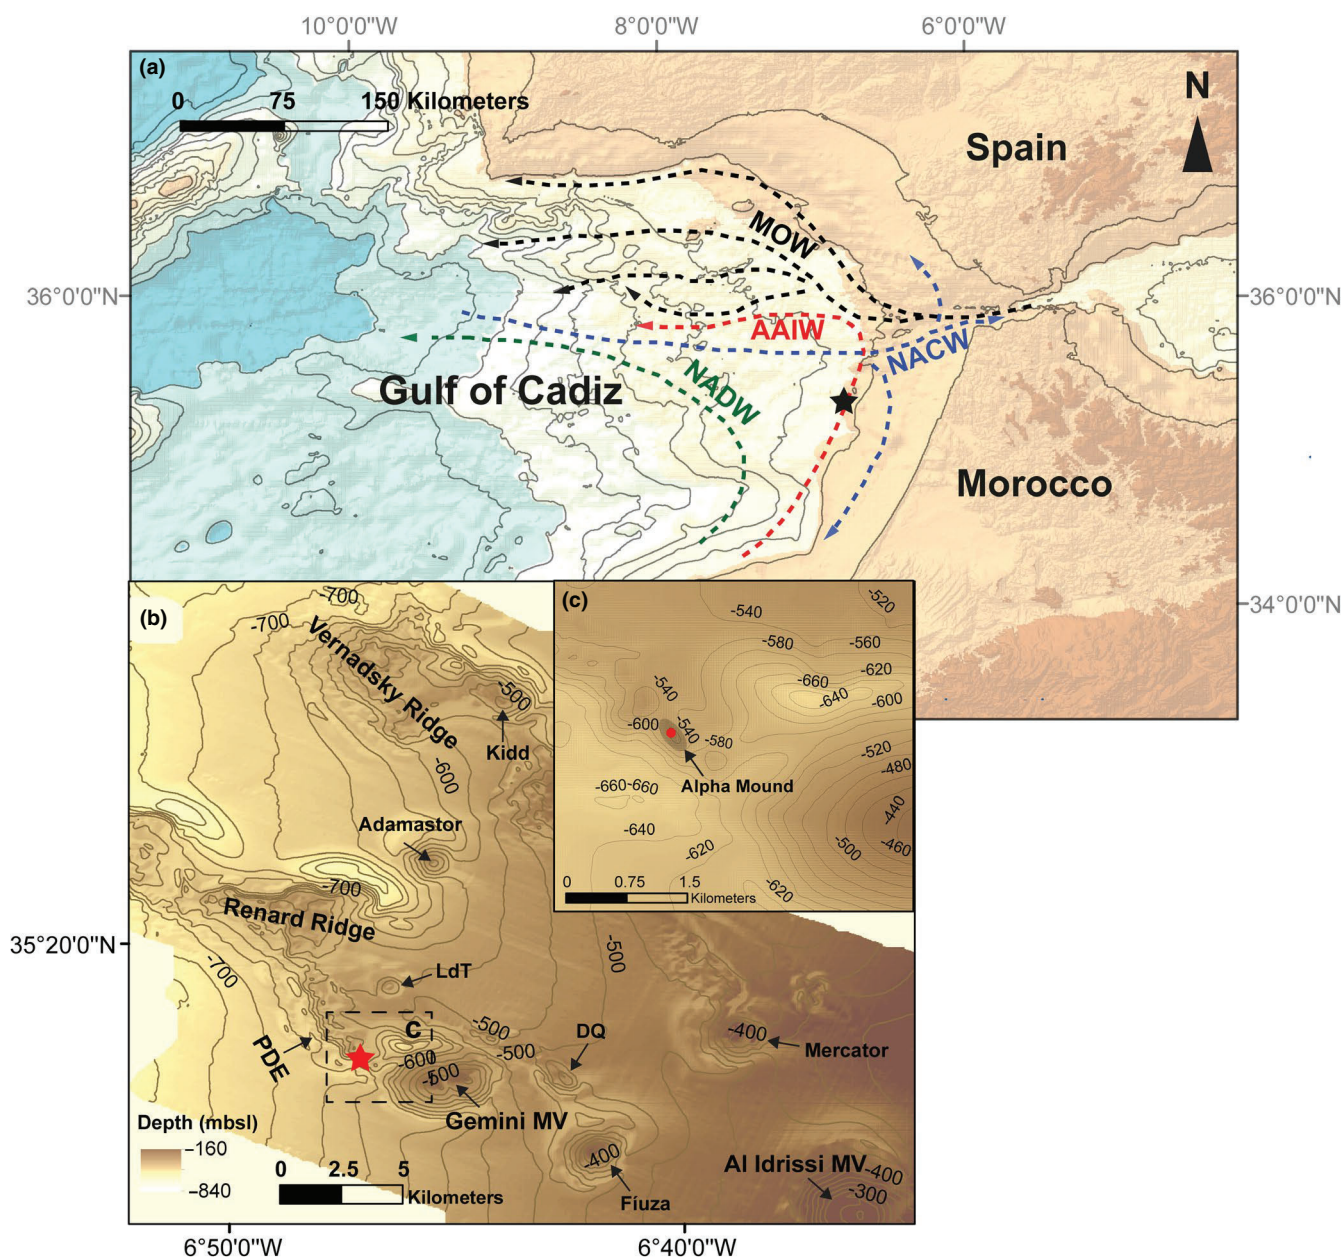 10°0'0"W
8°0'0"W
6°0'0"W
(a)
0 75 150 Kilometers
N
Spain
MOW
36°0'0"N
36°0'0"N
AAIW
NACW
NADW
Gulf of Cadiz
Morocco
34°0'0"N
(b)
-700
-700
Vernadsky Ridge
-500
Kidd
-600
Adamastor
-700
Renard Ridge
35°20'0"N
-700
LdT
-500
C
-500
-500
DQ
PDE
-600
-500
-400
Mercator
Gemini MV
Depth (mbsl)
-160
-840
0 2.5 5
Kilometers
-400
Fíuza
Al Idrissi MV
-400
-300
6°50'0"W
6°40'0"W
(c)
-520
-540
-580
-560
-620
-660
-640
-600
-540
-600
-540
-580
-520
-480
Alpha Mound
-660
-660
-440
-640
-500
-460
-620
-620
0 0.75 1.5
Kilometers